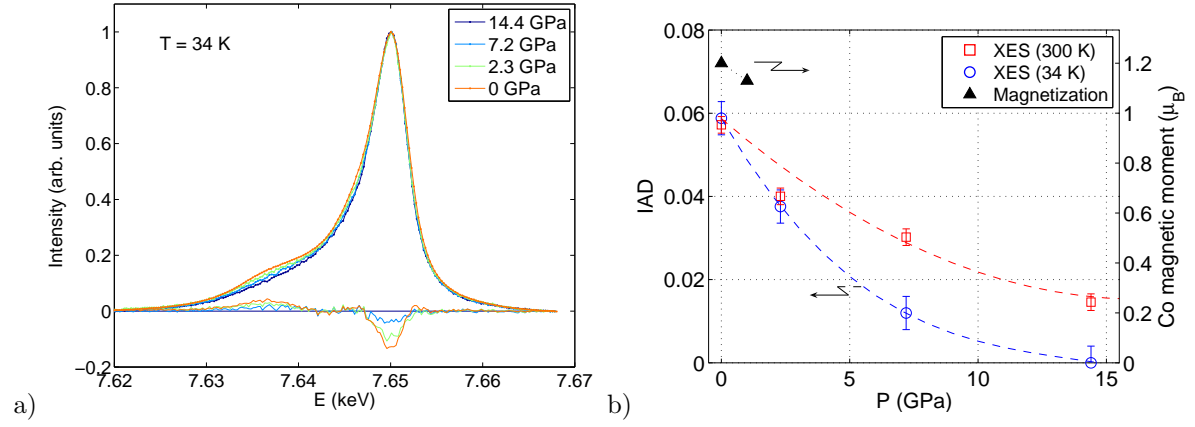 T = 34 K
14.4 GPa
7.2 GPa
2.3 GPa
0 GPa
Intensity (arb. units)
1
0.8
0.6
0.4
0.2
0
−0.2
7.62
7.63
7.64
7.65
7.66
7.67
E (keV)
a)
XES (300 K)
XES (34 K)
Magnetization
IAD
0.08
0.06
0.04
0.02
0
0
5
10
15
P (GPa)
1.2
1
0.8
0.6
0.4
0.2
0
Co magnetic moment (μB)
b)